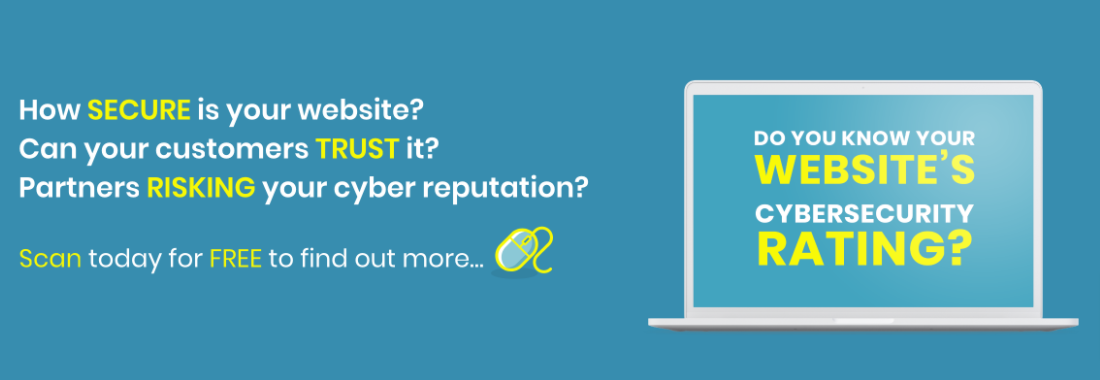 How SECURE is your website?
Can your customers TRUST it?
Partners RISKING your cyber reputation?
Scan today for FREE to find out more...
DO YOU KNOW YOUR
WEBSITE'S
CYBERSECURITY
RATING?